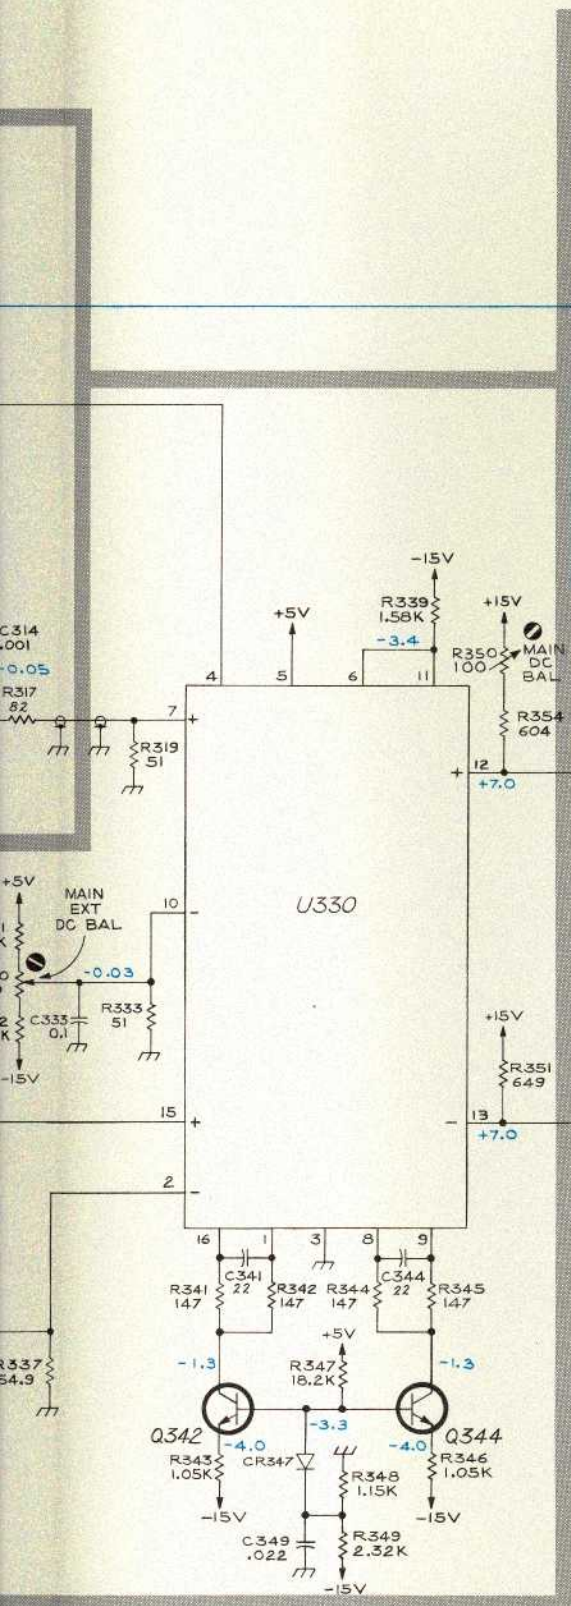 -15V
R339
1.58K
+15V
+5V
-3.4
R350
100
MAIN
DC
BAL
C314
.001
-0.05
R317
82
4
5
6
11
7
+
R319
51
R354
604
+
12
+7.0
+5V
MAIN
EXT
DC BAL
10
-
U330
-0.03
R333
51
C333
0.1
-15V
+15V
R351
649
15
+
-
13
+7.0
2
-
16
1
3
8
9
C341
22
C344
22
R341
147
R342
147
R344
147
R345
147
+5V
R347
18.2K
-1.3
-1.3
R337
54.9
-3.3
Q342
Q344
-4.0
-4.0
R343
1.05K
CR347
R348
1.15K
R346
1.05K
-15V
-15V
C349
.022
R349
2.32K
-15V